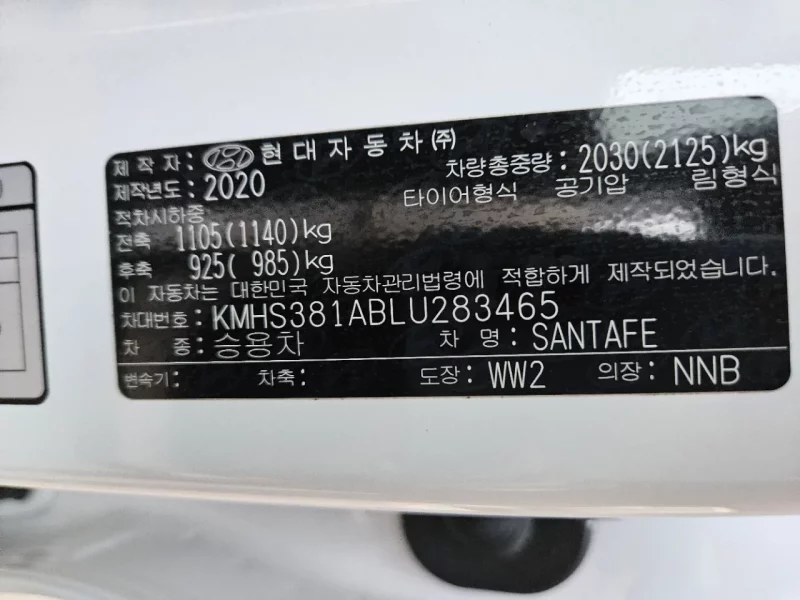 제 작 자: 현 대 자 동 차 ㈜
차량총중량: 2030(2125)kg
제작년도: 2020
타이어형식 공기압 림형식
적차시하중
전축 1105(1140)kg
후축 925( 985)kg
이 자동차는 대한민국 자동차관리법령에 적합하게 제작되었습니다.
차대번호: KMHS381ABLU283465
차 종: 승용차 차 명: SANTAFE
변속기: 차축: 도장: WW2 의장: NNB